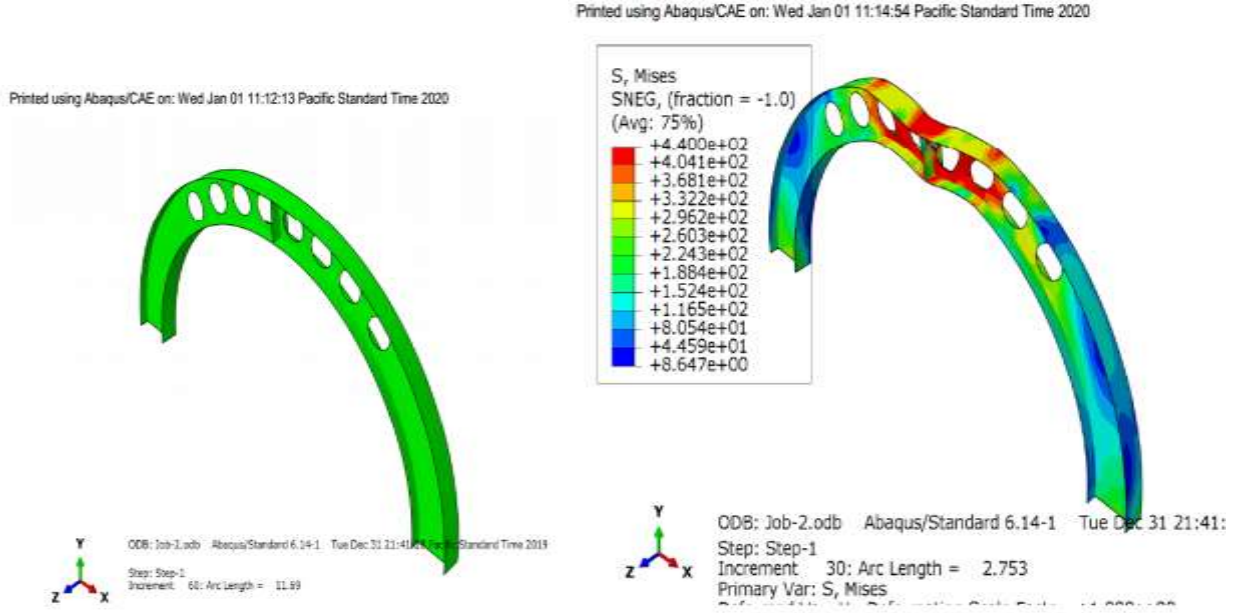 Printed using Abaqus/CAE on: Wed Jan 01 11:12:13 Pacific Standard Time 2020
Y
Z
X
ODB: Job-2.odb Abaqus/Standard 6.14-1 Tue Dec 31 21:41: Pacific Standard Time 2019
Step: Step-1
Increment 60: Arc Length = 11.69
Printed using Abaqus/CAE on: Wed Jan 01 11:14:54 Pacific Standard Time 2020
S, Mises
SNEG, (fraction = -1.0)
(Avg: 75%)
+4.400e+02
+4.041e+02
+3.681e+02
+3.322e+02
+2.962e+02
+2.603e+02
+2.243e+02
+1.884e+02
+1.524e+02
+1.165e+02
+8.054e+01
+4.459e+01
+8.647e+00
Y
Z
X
ODB: Job-2.odb Abaqus/Standard 6.14-1 Tue Dec 31 21:41:
Step: Step-1
Increment 30: Arc Length = 2.753
Primary Var: S, Mises